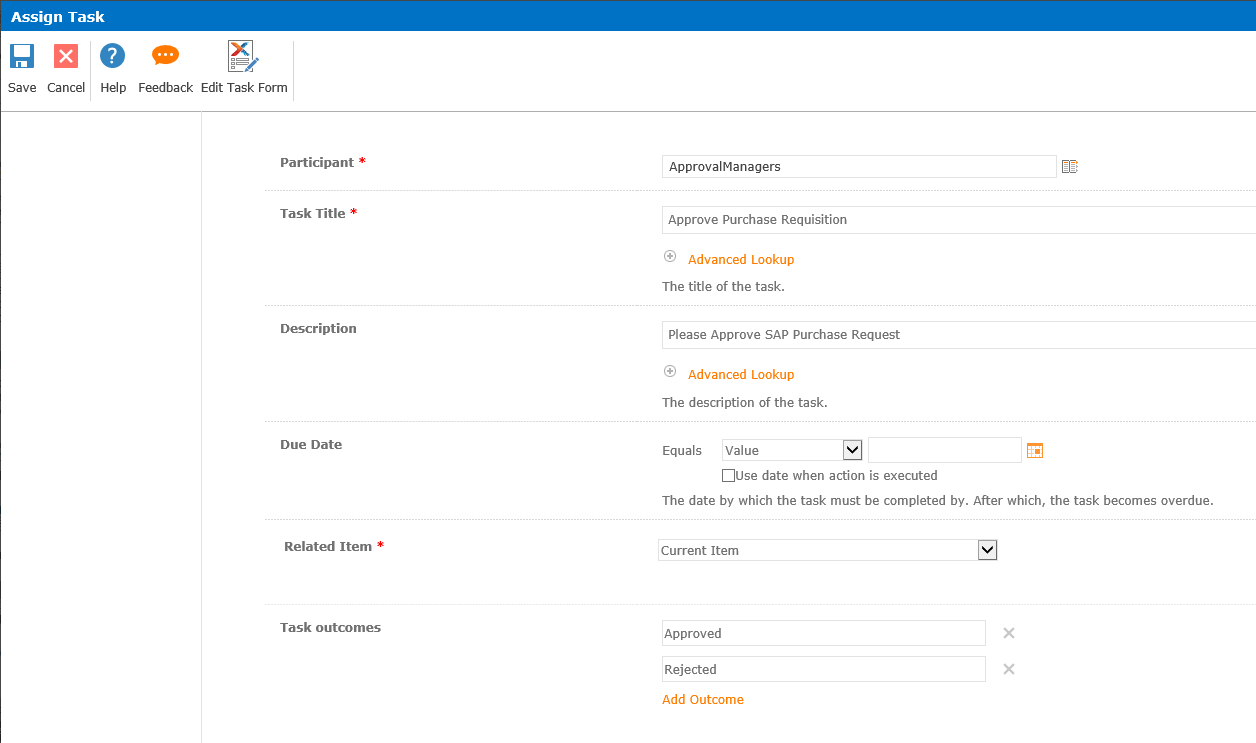 Assign Task
Save Cancel Help Feedback Edit Task Form
Participant * ApprovalManagers
Task Title * Approve Purchase Requisition
Advanced Lookup
The title of the task.
Description Please Approve SAP Purchase Request
Advanced Lookup
The description of the task.
Due Date Equals Value
Use date when action is executed
The date by which the task must be completed by. After which, the task becomes overdue.
Related Item * Current Item
Task outcomes Approved
Rejected
Add Outcome